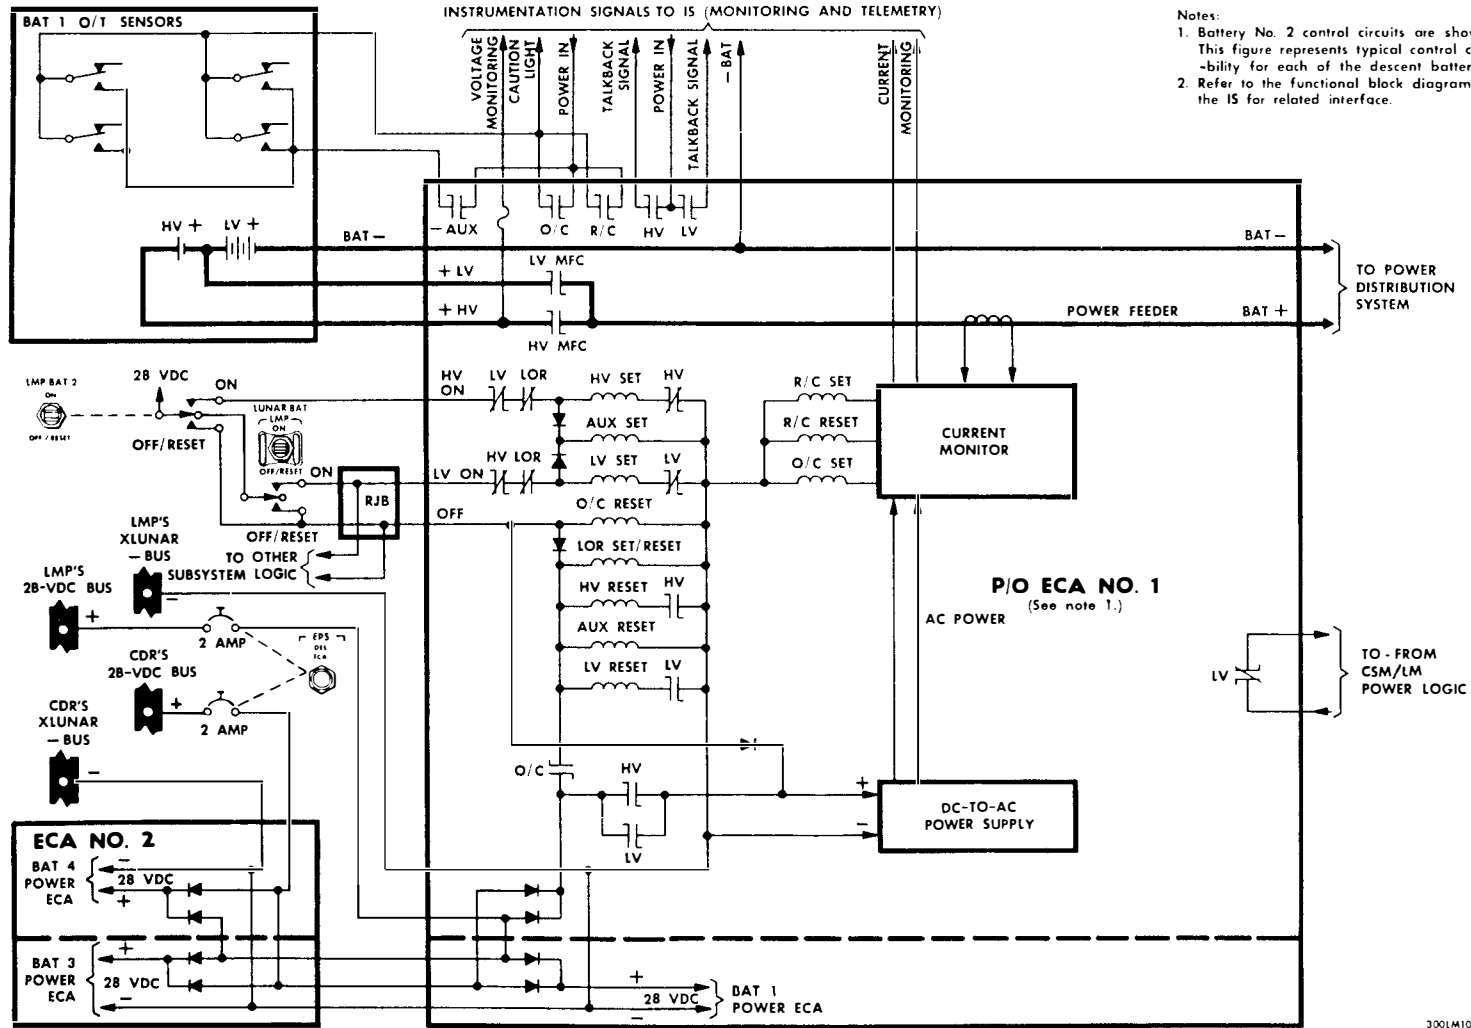 BAT 1 O/T SENSORS
INSTRUMENTATION SIGNALS TO IS (MONITORING AND TELEMETRY)
Notes:
1. Battery No. 2 control circuits are
This figure represents typical control
-bility for each of the descent
2. Refer to the functional block diagram
the IS for related interface.
VOLTAGE
MONITORING
CAUTION
LIGHT
POWER IN
TALKBACK
SIGNAL
POWER IN
TALKBACK SIGNAL
— BAT
CURRENT
MONITORING
— AUX
O/C
R/C
HV
LV
HV +
LV +
BAT —
BAT —
LV MFC
+ LV
+ HV
HV MFC
POWER FEEDER
BAT +
TO POWER
DISTRIBUTION
SYSTEM
LMP BAT 2
ON
OFF / RESET
28 VDC
ON
OFF/RESET
LUNAR BAT
LMP
ON
OFF/RESET
ON
OFF/RESET
RJB
HV
ON
LV
LOR
HV SET
HV
AUX SET
LV ON
HV
LOR
LV SET
LV
O/C RESET
OFF
LOR SET/RESET
HV RESET
HV
AUX RESET
LV RESET
LV
R/C SET
R/C RESET
O/C SET
CURRENT
MONITOR
TO OTHER
SUBSYSTEM LOGIC
LMP'S
XLUNAR
— BUS
—
LMP'S
28-VDC BUS
+
2 AMP
EPS
DES
ECA
CDR'S
28-VDC BUS
+
2 AMP
CDR'S
XLUNAR
— BUS
—
P/O ECA NO. 1
(See note 1.)
AC POWER
LV
TO - FROM
CSM/LM
POWER LOGIC
O/C
HV
LV
+
—
DC-TO-AC
POWER SUPPLY
ECA NO. 2
BAT 4
POWER
ECA
—
28 VDC
+
BAT 3
POWER
ECA
+
28 VDC
—
+
28 VDC
—
BAT 1
POWER ECA
300LM10